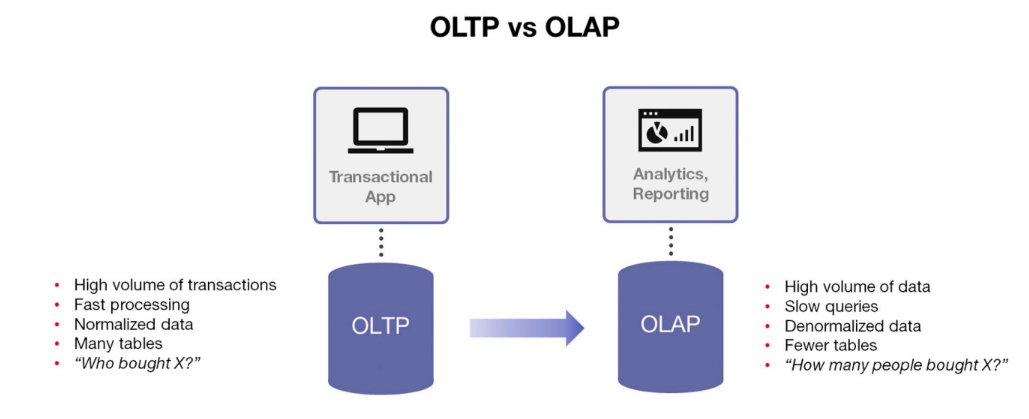 OLTP vs OLAP
Transactional
App
Analytics,
Reporting
• High volume of transactions
• Fast processing
• Normalized data
• Many tables
• “Who bought X?”
OLTP
OLAP
• High volume of data
• Slow queries
• Denormalized data
• Fewer tables
• “How many people bought X?”